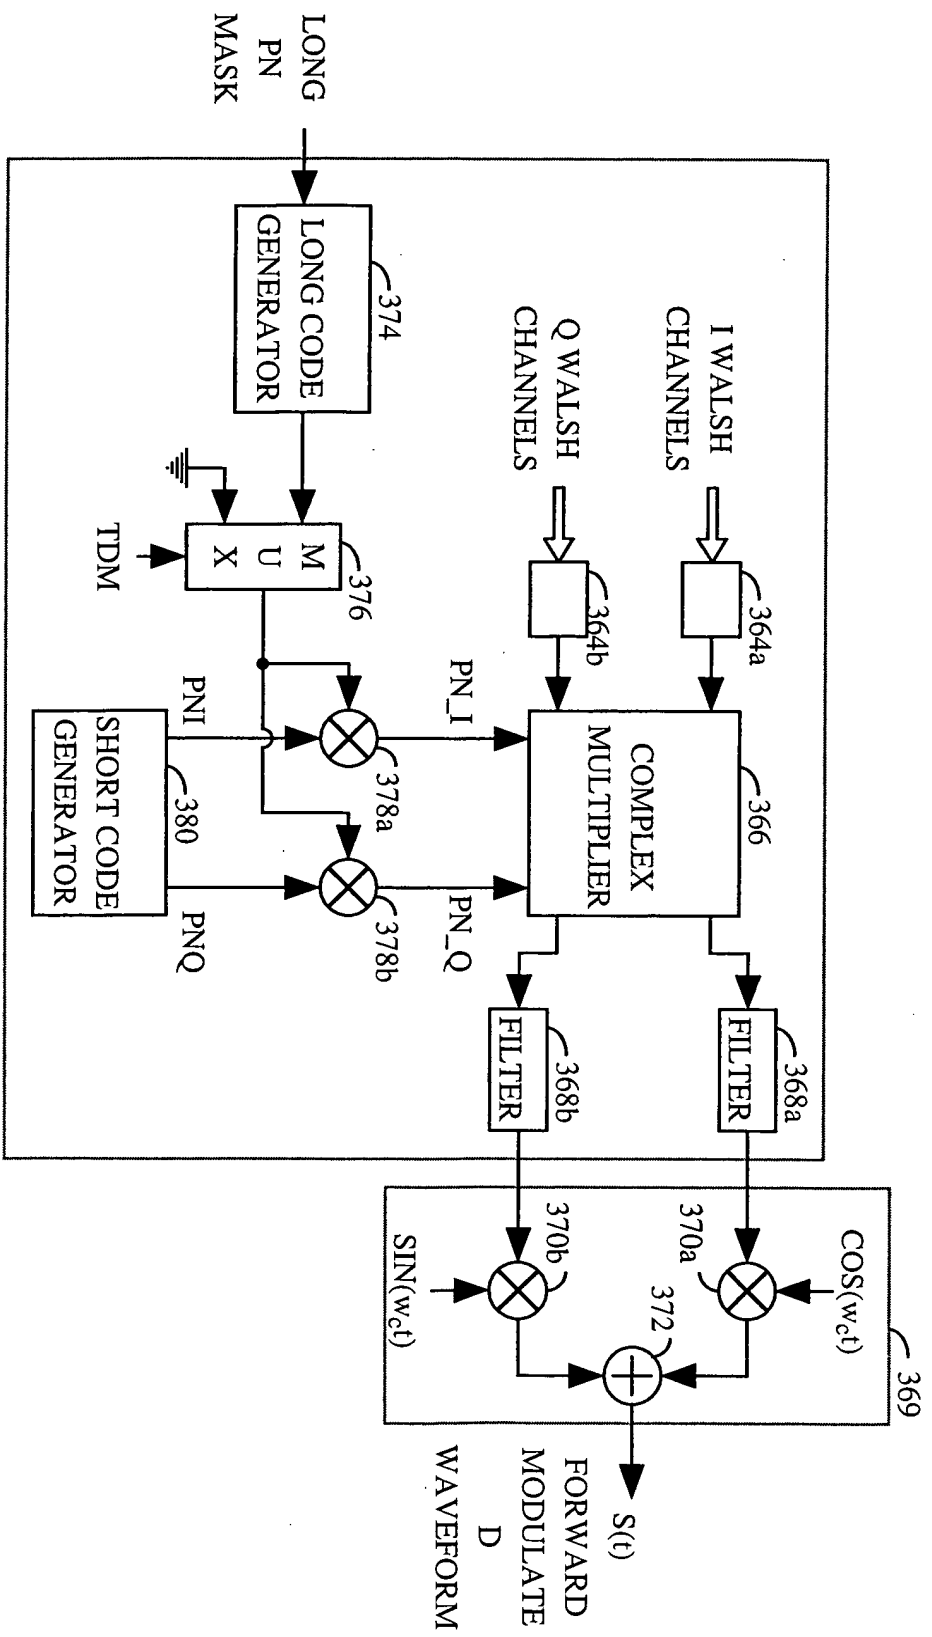 369
COS(w_ct)
I WALSH
CHANNELS
364a
366
368a
FILTER
370a
372
S(t)
FORWARD
MODULATE
D
WAVEFORM
COMPLEX
MULTIPLIER
Q WALSH
CHANNELS
364b
368b
FILTER
370b
SIN(w_ct)
PN_I
PN_Q
378a
378b
LONG
PN
MASK
374
LONG CODE
GENERATOR
376
M
U
X
TDM
PNI
PNQ
380
SHORT CODE
GENERATOR